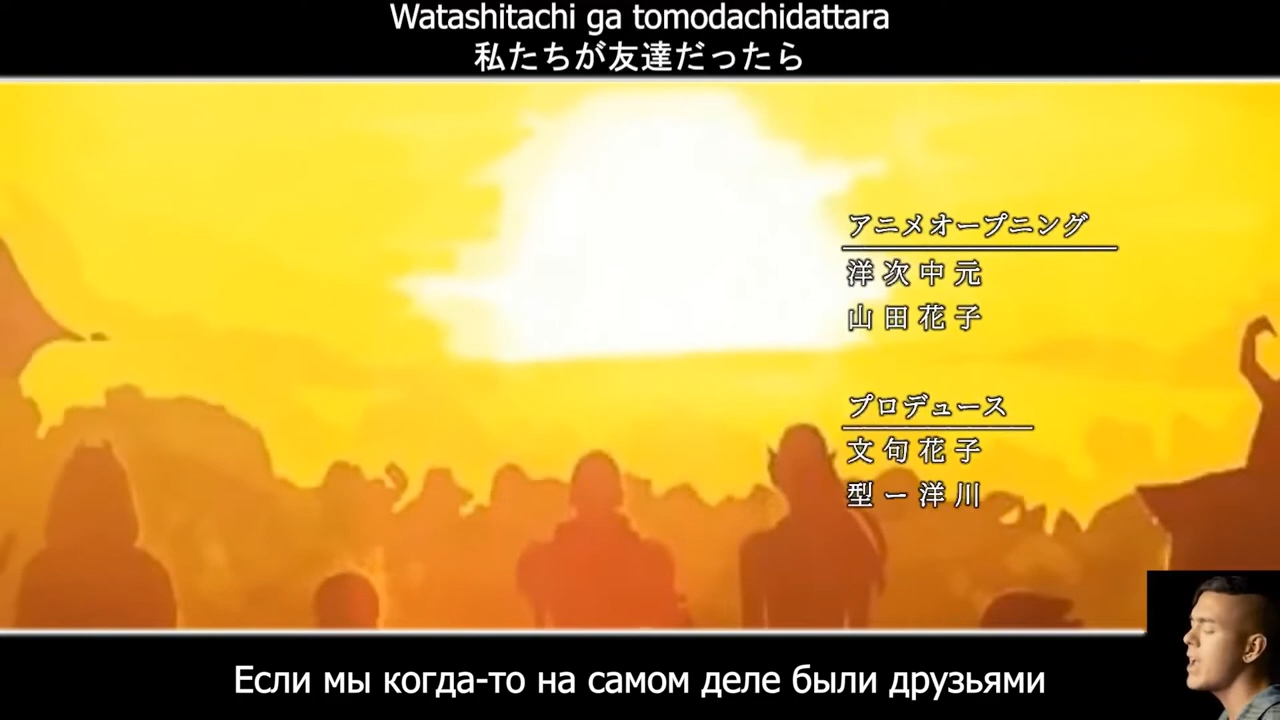 Watashitachi ga tomodachidattara
私たちが友達だったら
アニメオープニング
洋次中元
山田花子
プロデュース
文句花子
型ー洋川
Если мы когда-то на самом деле были друзьями